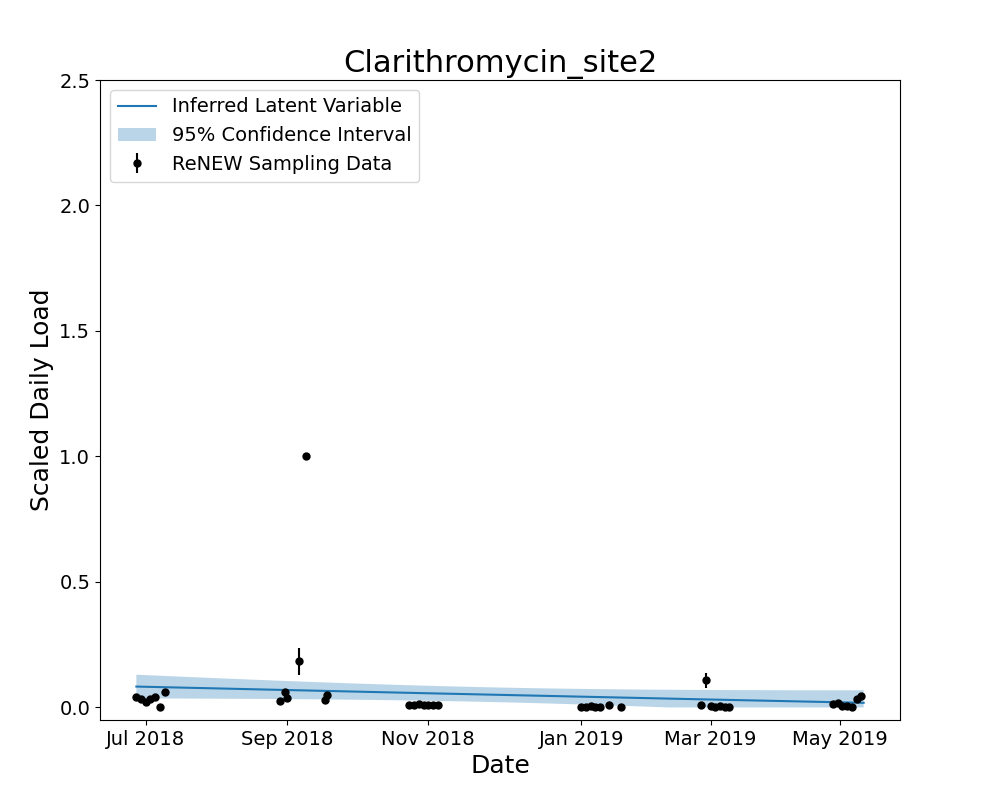 Clarithromycin_site2
2.5
Inferred Latent Variable
95% Confidence Interval
ReNEW Sampling Data
2.0
1.5
1.0
0.5
0.0
Scaled Daily Load
Jul 2018
Sep 2018
Nov 2018
Jan 2019
Mar 2019
May 2019
Date